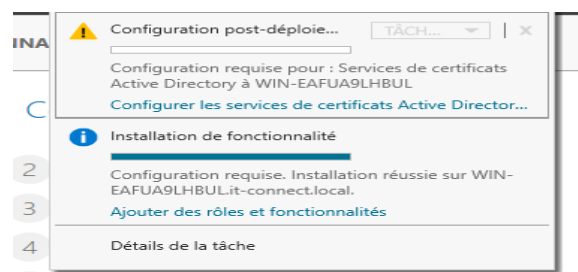 INA
Configuration post-déploie...
TÂCH...
X
Configuration requise pour : Services de certificats
Active Directory à WIN-EAFUA9LHBUL
C
Configurer les services de certificats Active Director...
Installation de fonctionnalité
2
Configuration requise. Installation réussie sur WIN-
EAFUA9LHBUL.it-connect.local.
3
Ajouter des rôles et fonctionnalités
4
Détails de la tâche